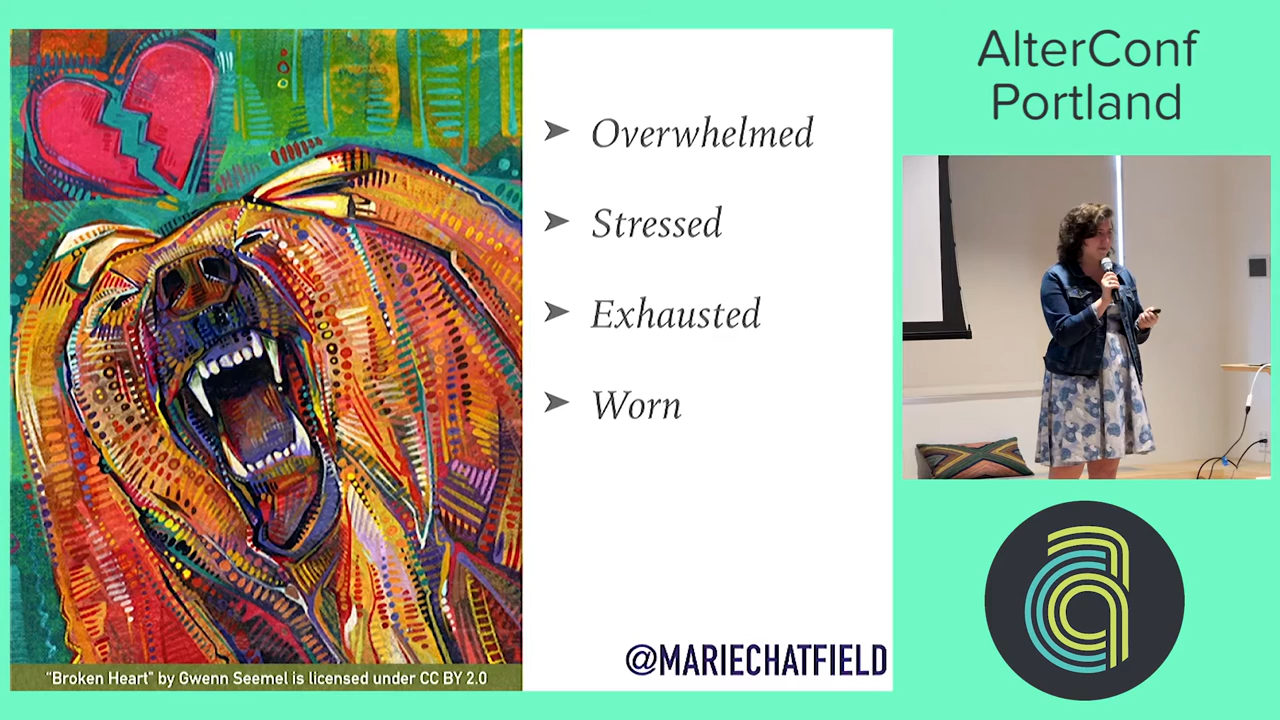 Overwhelmed
Stressed
Exhausted
Worn
@MARIECHATFIELD
"Broken Heart" by Gwenn Seemel is licensed under CC BY 2.0
AlterConf
Portland